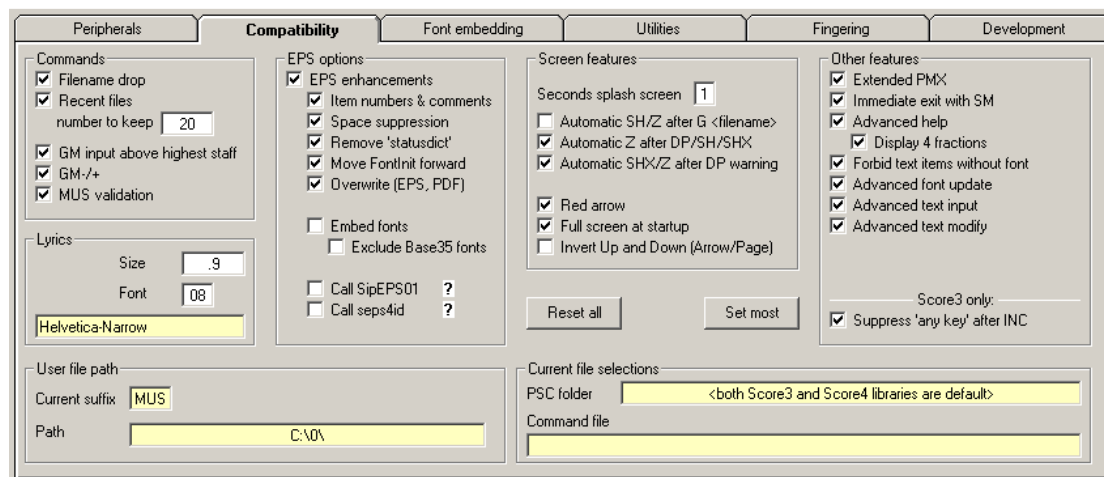 Peripherals
Compatibility
Font embedding
Utilities
Fingering
Development
Commands
Filename drop
Recent files
number to keep 20
GM input above highest staff
GM-/+
MUS validation
Lyrics
Size .9
Font 08
Helvetica-Narrow
EPS options
EPS enhancements
Item numbers & comments
Space suppression
Remove 'statusdict'
Move FontInit forward
Overwrite (EPS, PDF)
Embed fonts
Exclude Base35 fonts
Call SipEPS01 ?
Call seps4id ?
Screen features
Seconds splash screen 1
Automatic SH/Z after G <filename>
Automatic Z after DP/SH/SHX
Automatic SHX/Z after DP warning
Red arrow
Full screen at startup
Invert Up and Down (Arrow/Page)
Reset all
Set most
Other features
Extended PMX
Immediate exit with SM
Advanced help
Display 4 fractions
Forbid text items without font
Advanced font update
Advanced text input
Advanced text modify
Score3 only:
Suppress 'any key' after INC
User file path
Current suffix MUS
Path C:\0\
Current file selections
PSC folder <both Score3 and Score4 libraries are default>
Command file